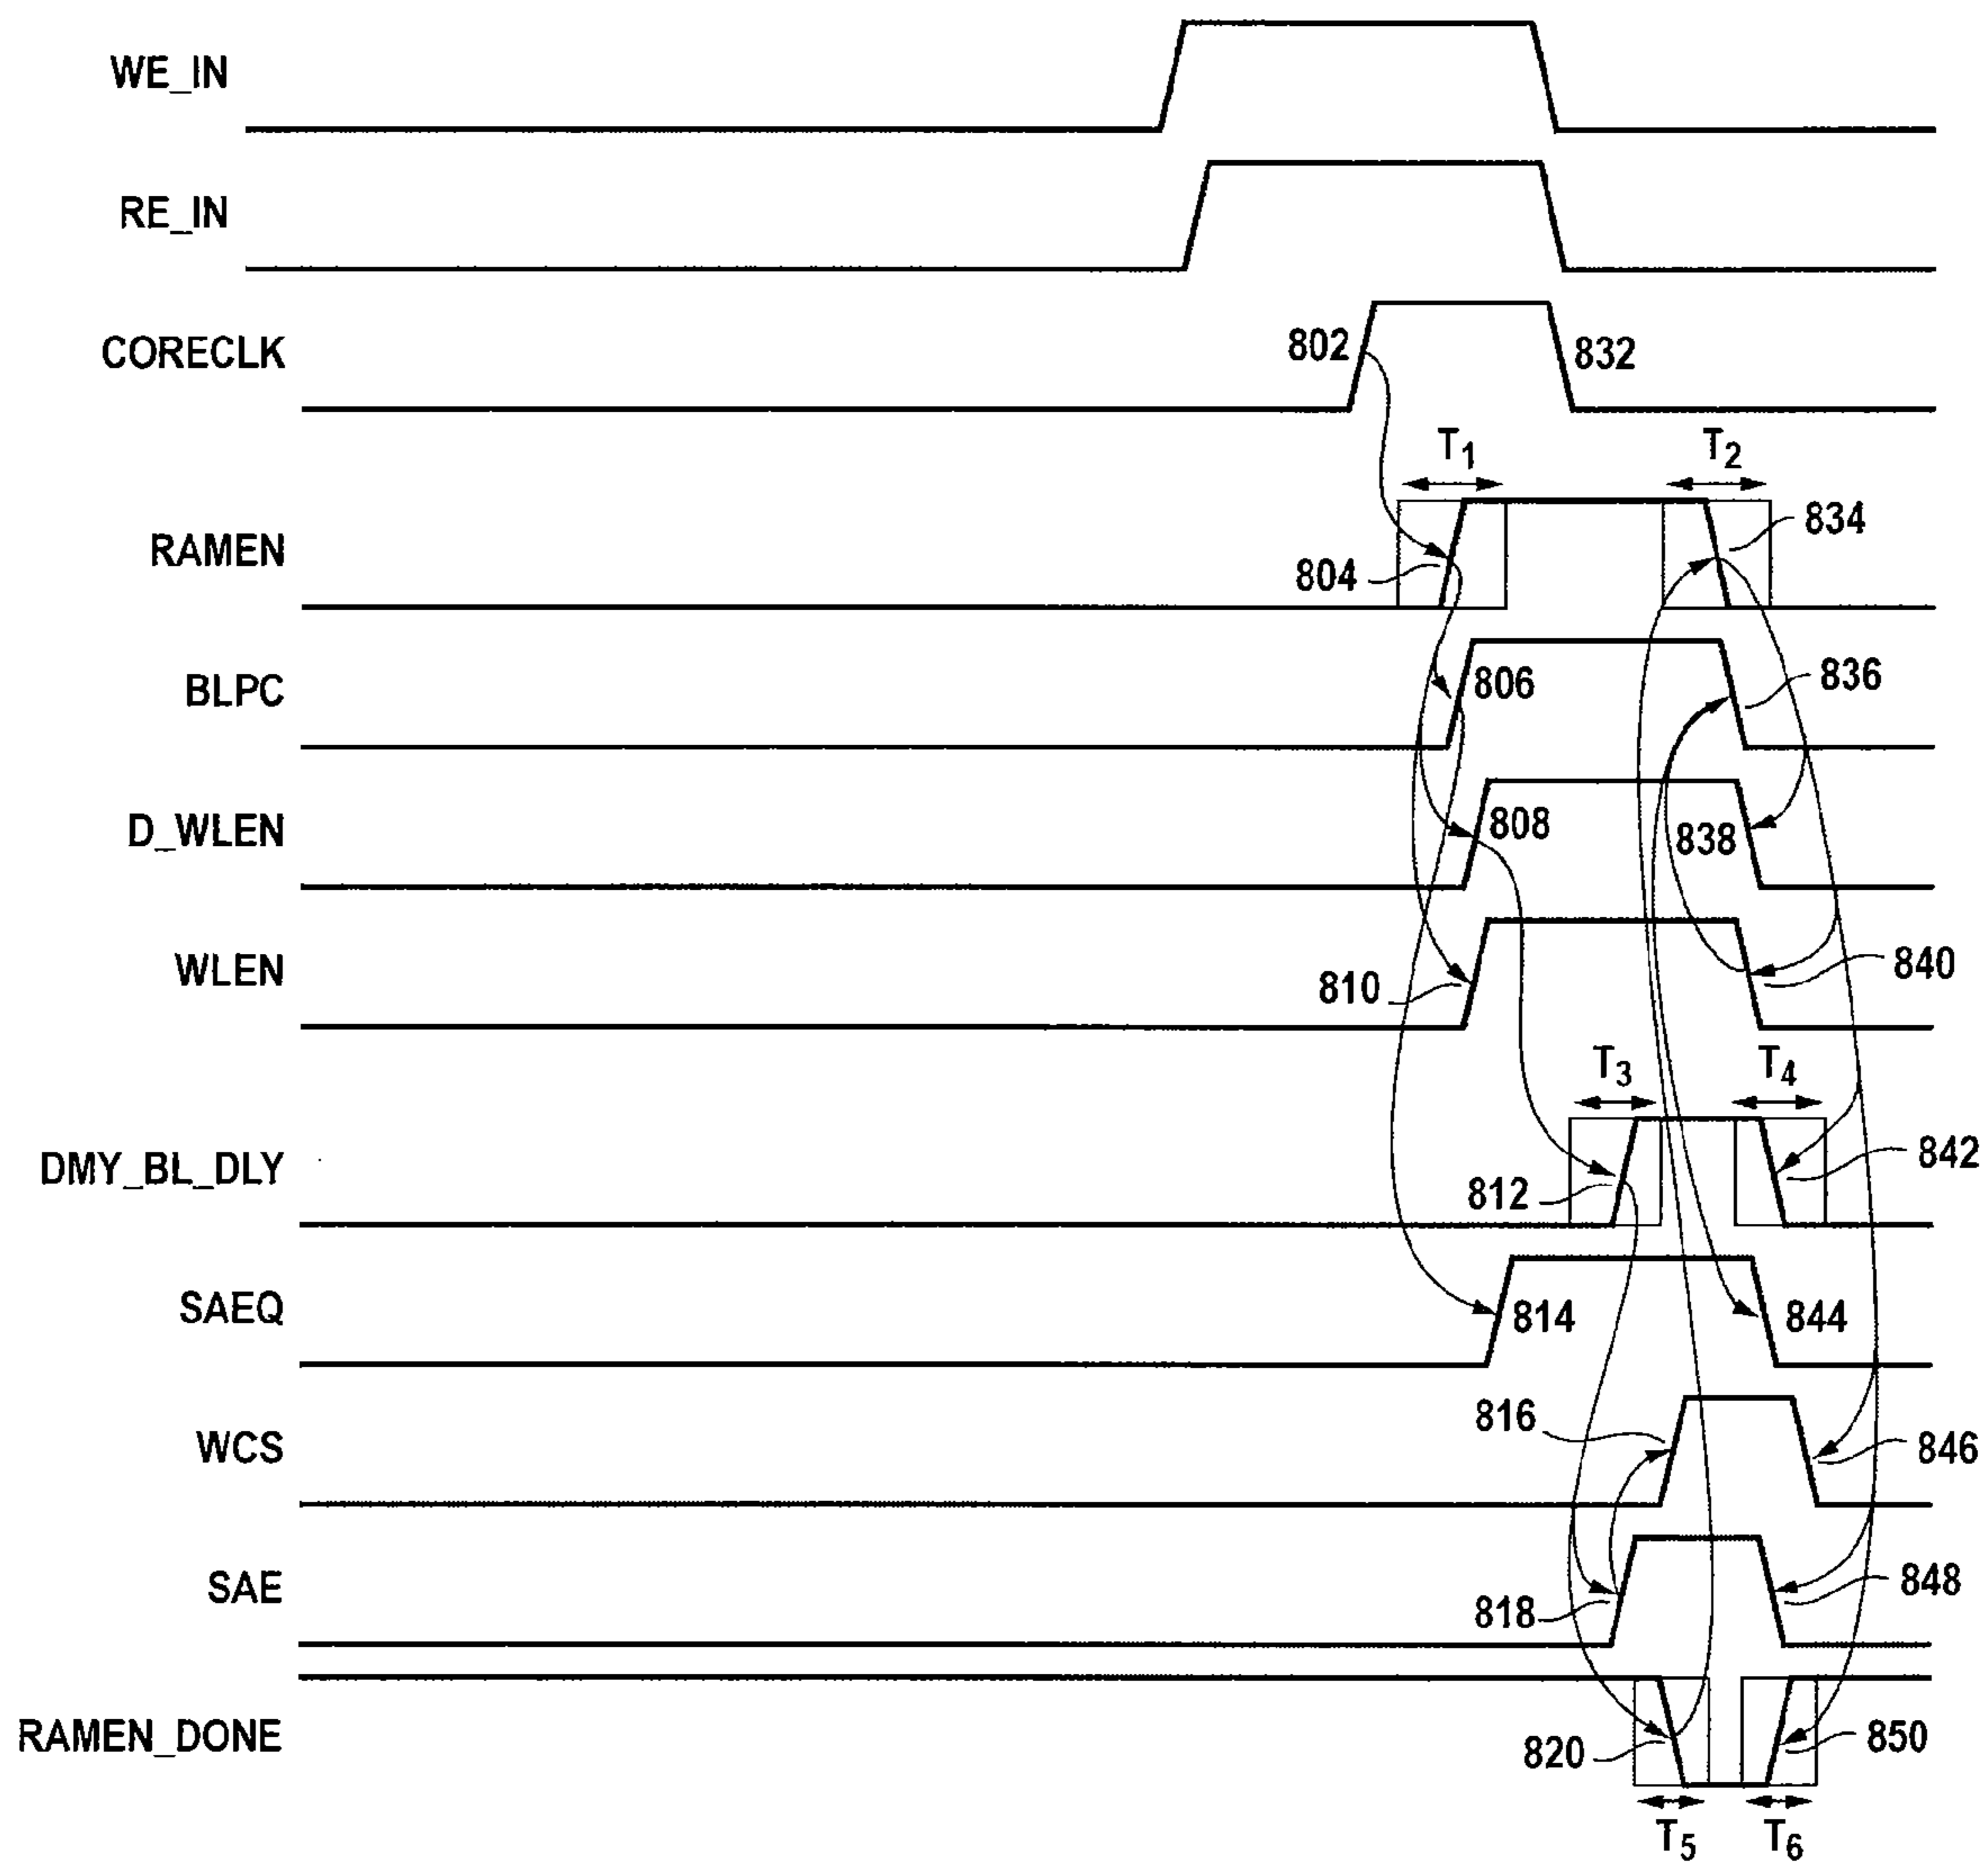 WE_IN
RE_IN
CORECLK 802 832
T1 T2
RAMEN 804 834
BLPC 806 836
D_WLEN 808 838
WLEN 810 840
T3 T4
DMY_BL_DLY 812 842
SAEQ 814 844
WCS 816 846
SAE 818 848
RAMEN_DONE 820 850
T5 T6